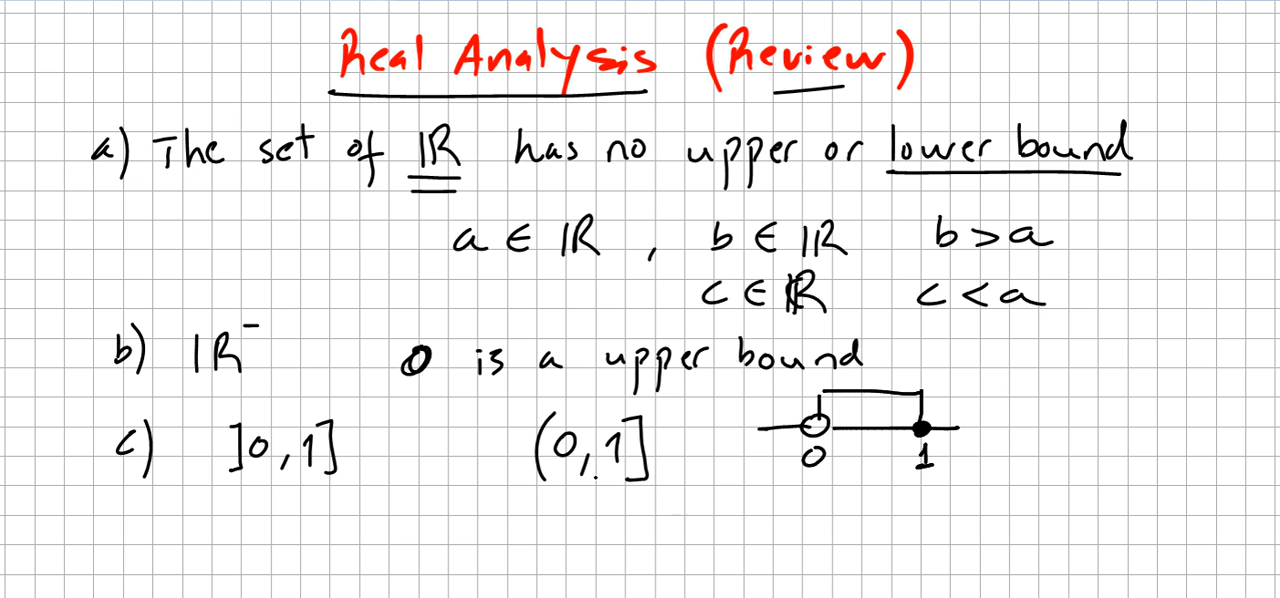 Real Analysis (Review)
a) The set of ℝ has no upper or lower bound
a ∈ ℝ , b ∈ ℝ b > a
c ∈ ℝ c < a
b) ℝ⁻ 0 is a upper bound
c) ]0,1] (0,1]
0 1